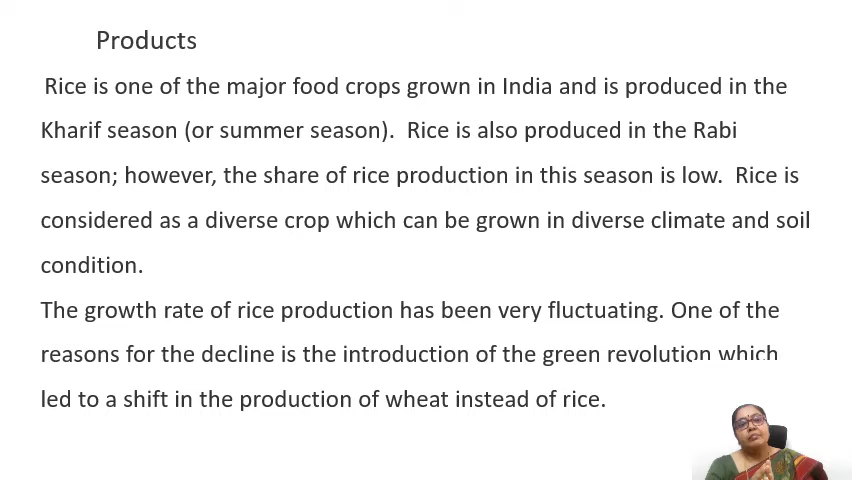 Products
Rice is one of the major food crops grown in India and is produced in the
Kharif season (or summer season). Rice is also produced in the Rabi
season; however, the share of rice production in this season is low. Rice is
considered as a diverse crop which can be grown in diverse climate and soil
condition.
The growth rate of rice production has been very fluctuating. One of the
reasons for the decline is the introduction of the green revolution which
led to a shift in the production of wheat instead of rice.